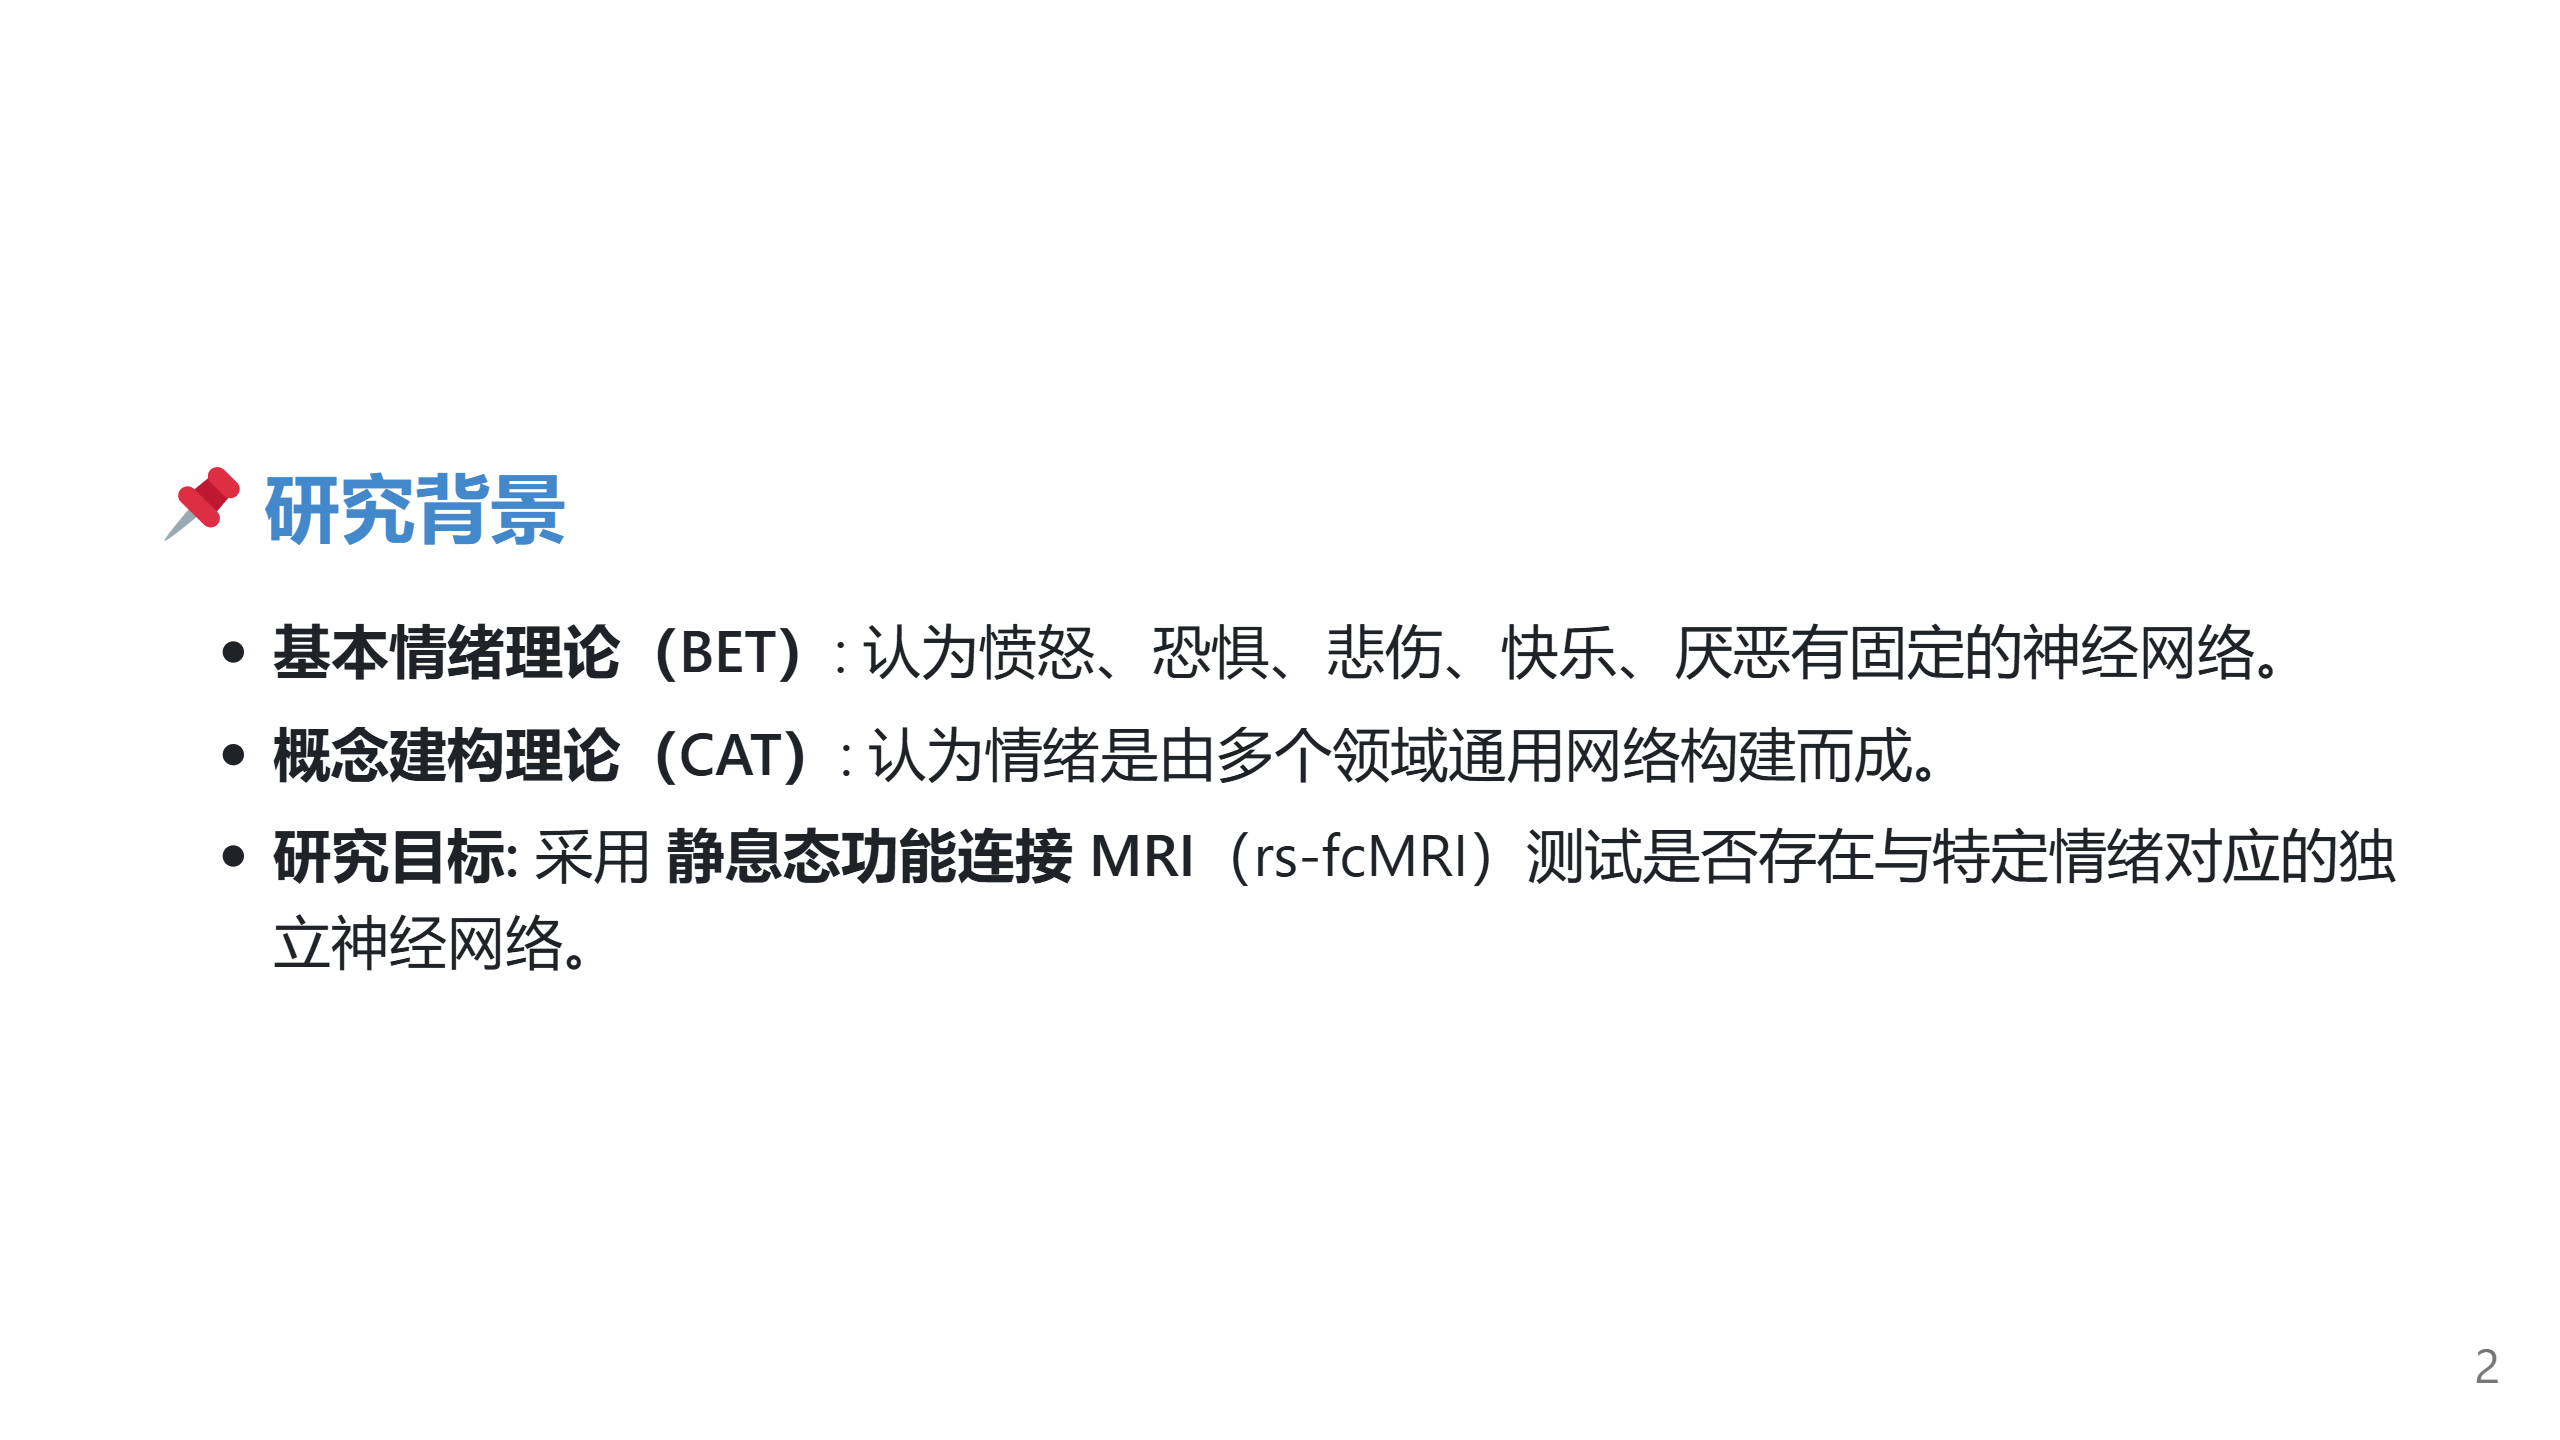 📌 研究背景
• 基本情绪理论（BET）: 认为愤怒、恐惧、悲伤、快乐、厌恶有固定的神经网络。
• 概念建构理论（CAT）: 认为情绪是由多个领域通用网络构建而成。
• 研究目标: 采用 静息态功能连接 MRI（rs-fcMRI）测试是否存在与特定情绪对应的独
立神经网络。
2